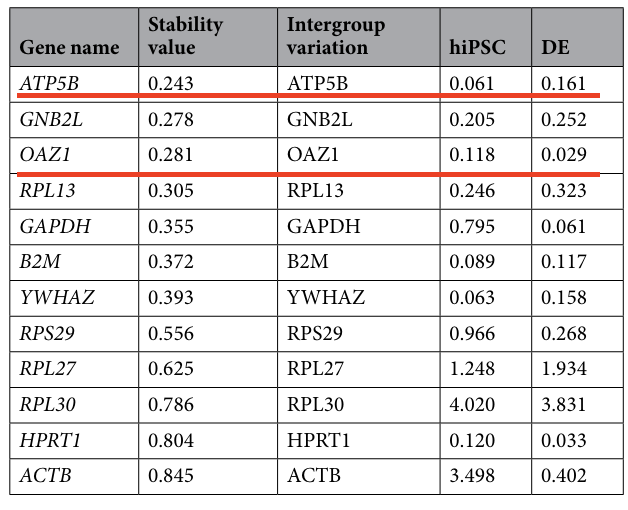 Gene name Stability value Intergroup variation hiPSC DE
ATP5B 0.243 ATP5B 0.061 0.161
GNB2L 0.278 GNB2L 0.205 0.252
OAZ1 0.281 OAZ1 0.118 0.029
RPL13 0.305 RPL13 0.246 0.323
GAPDH 0.355 GAPDH 0.795 0.061
B2M 0.372 B2M 0.089 0.117
YWHAZ 0.393 YWHAZ 0.063 0.158
RPS29 0.556 RPS29 0.966 0.268
RPL27 0.625 RPL27 1.248 1.934
RPL30 0.786 RPL30 4.020 3.831
HPRT1 0.804 HPRT1 0.120 0.033
ACTB 0.845 ACTB 3.498 0.402